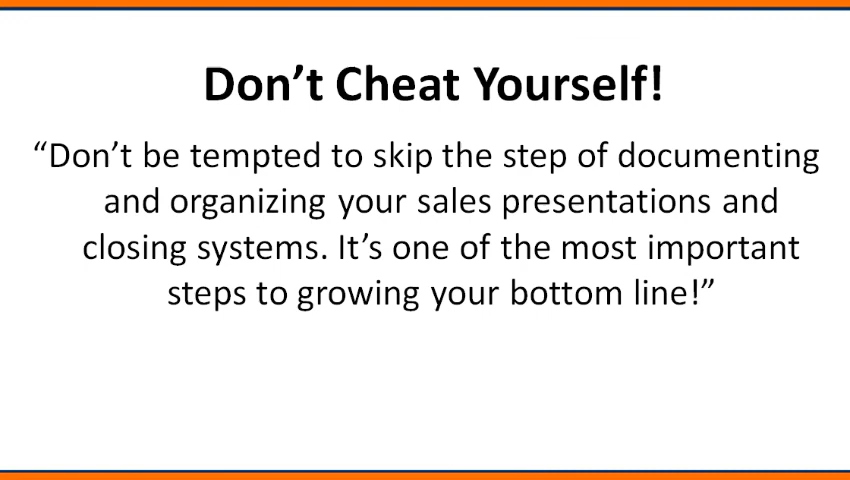 Don’t Cheat Yourself!
“Don’t be tempted to skip the step of documenting
and organizing your sales presentations and
closing systems. It’s one of the most important
steps to growing your bottom line!”